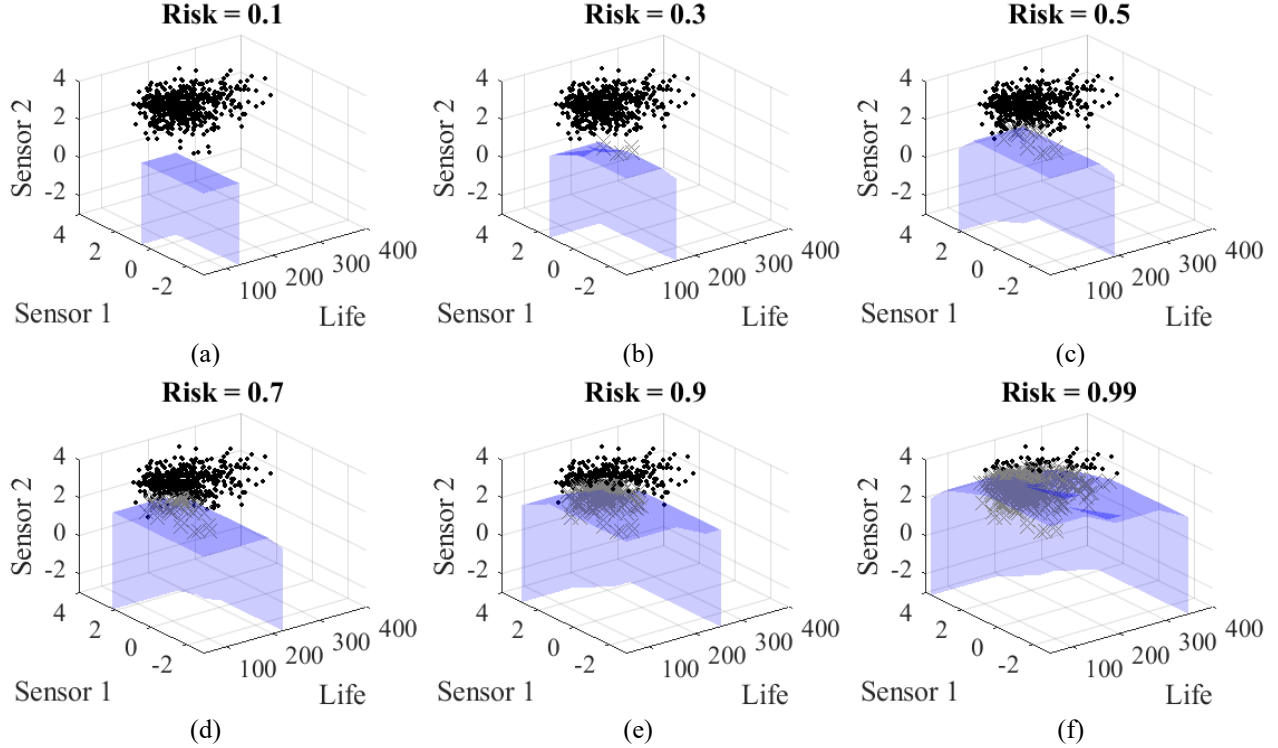 Risk = 0.1
4
2
0
-2
Sensor 2
4
2
0
-2
Sensor 1
100
200
300
400
Life
(a)
Risk = 0.3
4
2
0
-2
Sensor 2
4
2
0
-2
Sensor 1
100
200
300
400
Life
(b)
Risk = 0.5
4
2
0
-2
Sensor 2
4
2
0
-2
Sensor 1
100
200
300
400
Life
(c)
Risk = 0.7
4
2
0
-2
Sensor 2
4
2
0
-2
Sensor 1
100
200
300
400
Life
(d)
Risk = 0.9
4
2
0
-2
Sensor 2
4
2
0
-2
Sensor 1
100
200
300
400
Life
(e)
Risk = 0.99
4
2
0
-2
Sensor 2
4
2
0
-2
Sensor 1
100
200
300
400
Life
(f)